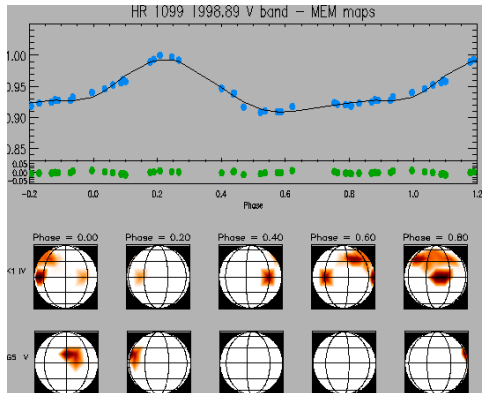 HR 1099 1998.89 V band - MEM maps
1.00
0.95
0.90
0.85
0.05
0.00
-0.05
-0.2 0.0 0.2 0.4 0.6 0.8 1.0 1.2
Phase
Phase = 0.00 Phase = 0.20 Phase = 0.40 Phase = 0.60 Phase = 0.80
K1 IV
G5 V